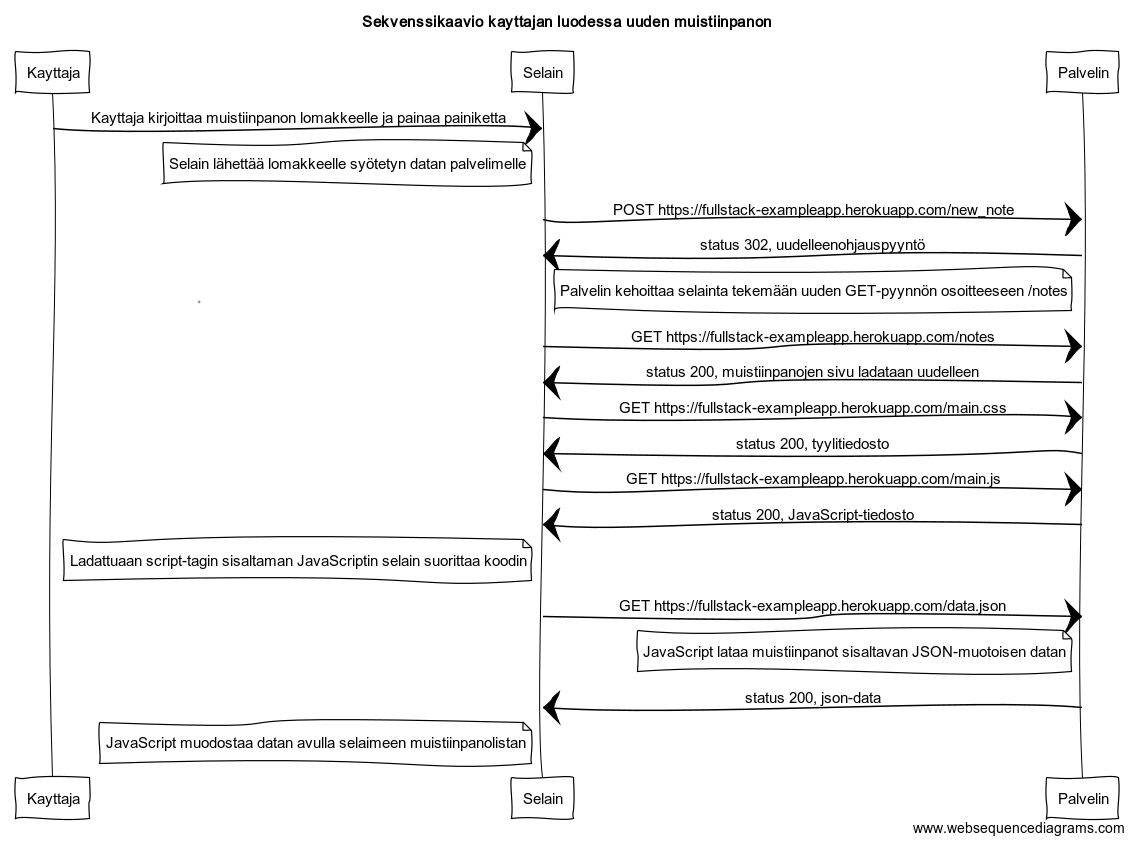 Sekvenssikaavio kayttajan luodessa uuden muistiinpanon
Kayttaja
Selain
Palvelin
Kayttaja kirjoittaa muistiinpanon lomakkeelle ja painaa painiketta
Selain lähettää lomakkeelle syötetyn datan palvelimelle
POST https://fullstack-exampleapp.herokuapp.com/new_note
status 302, uudelleenohjauspyyntö
Palvelin kehoittaa selainta tekemään uuden GET-pyynnön osoitteeseen /notes
GET https://fullstack-exampleapp.herokuapp.com/notes
status 200, muistiinpanojen sivu ladataan uudelleen
GET https://fullstack-exampleapp.herokuapp.com/main.css
status 200, tyylitiedosto
GET https://fullstack-exampleapp.herokuapp.com/main.js
status 200, JavaScript-tiedosto
Ladattuaan script-tagin sisaltaman JavaScriptin selain suorittaa koodin
GET https://fullstack-exampleapp.herokuapp.com/data.json
JavaScript lataa muistiinpanot sisaltavan JSON-muotoisen datan
status 200, json-data
JavaScript muodostaa datan avulla selaimeen muistiinpanolistan
Kayttaja
Selain
Palvelin
www.websequencediagrams.com